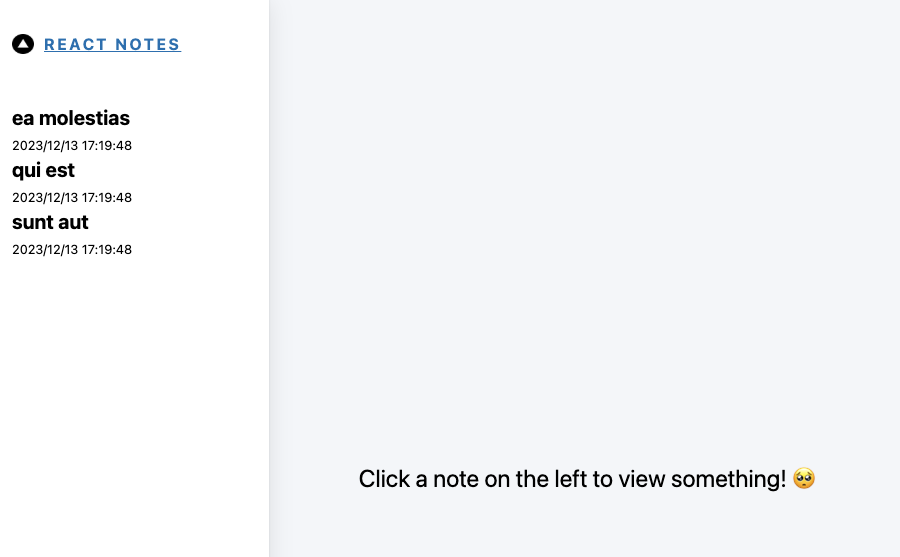 REACT NOTES
ea molestias
2023/12/13 17:19:48
qui est
2023/12/13 17:19:48
sunt aut
2023/12/13 17:19:48
Click a note on the left to view something! 🥺